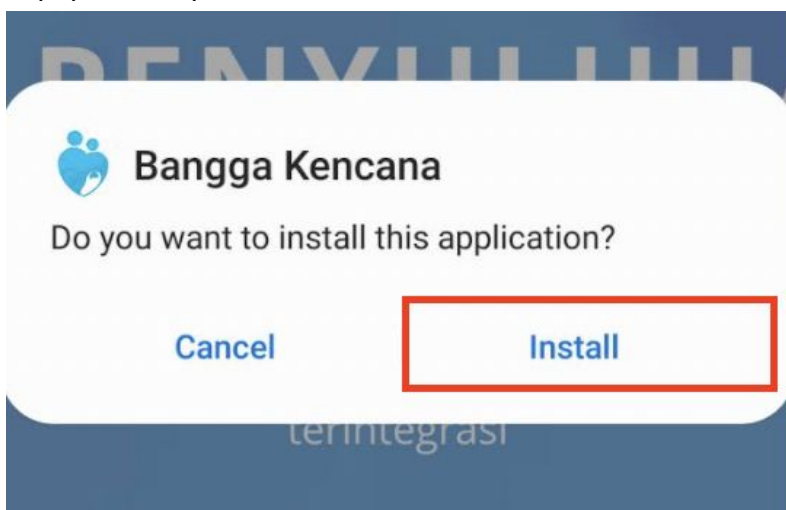 Bangga Kencana
Do you want to install this application?
Cancel Install
terintegrasi